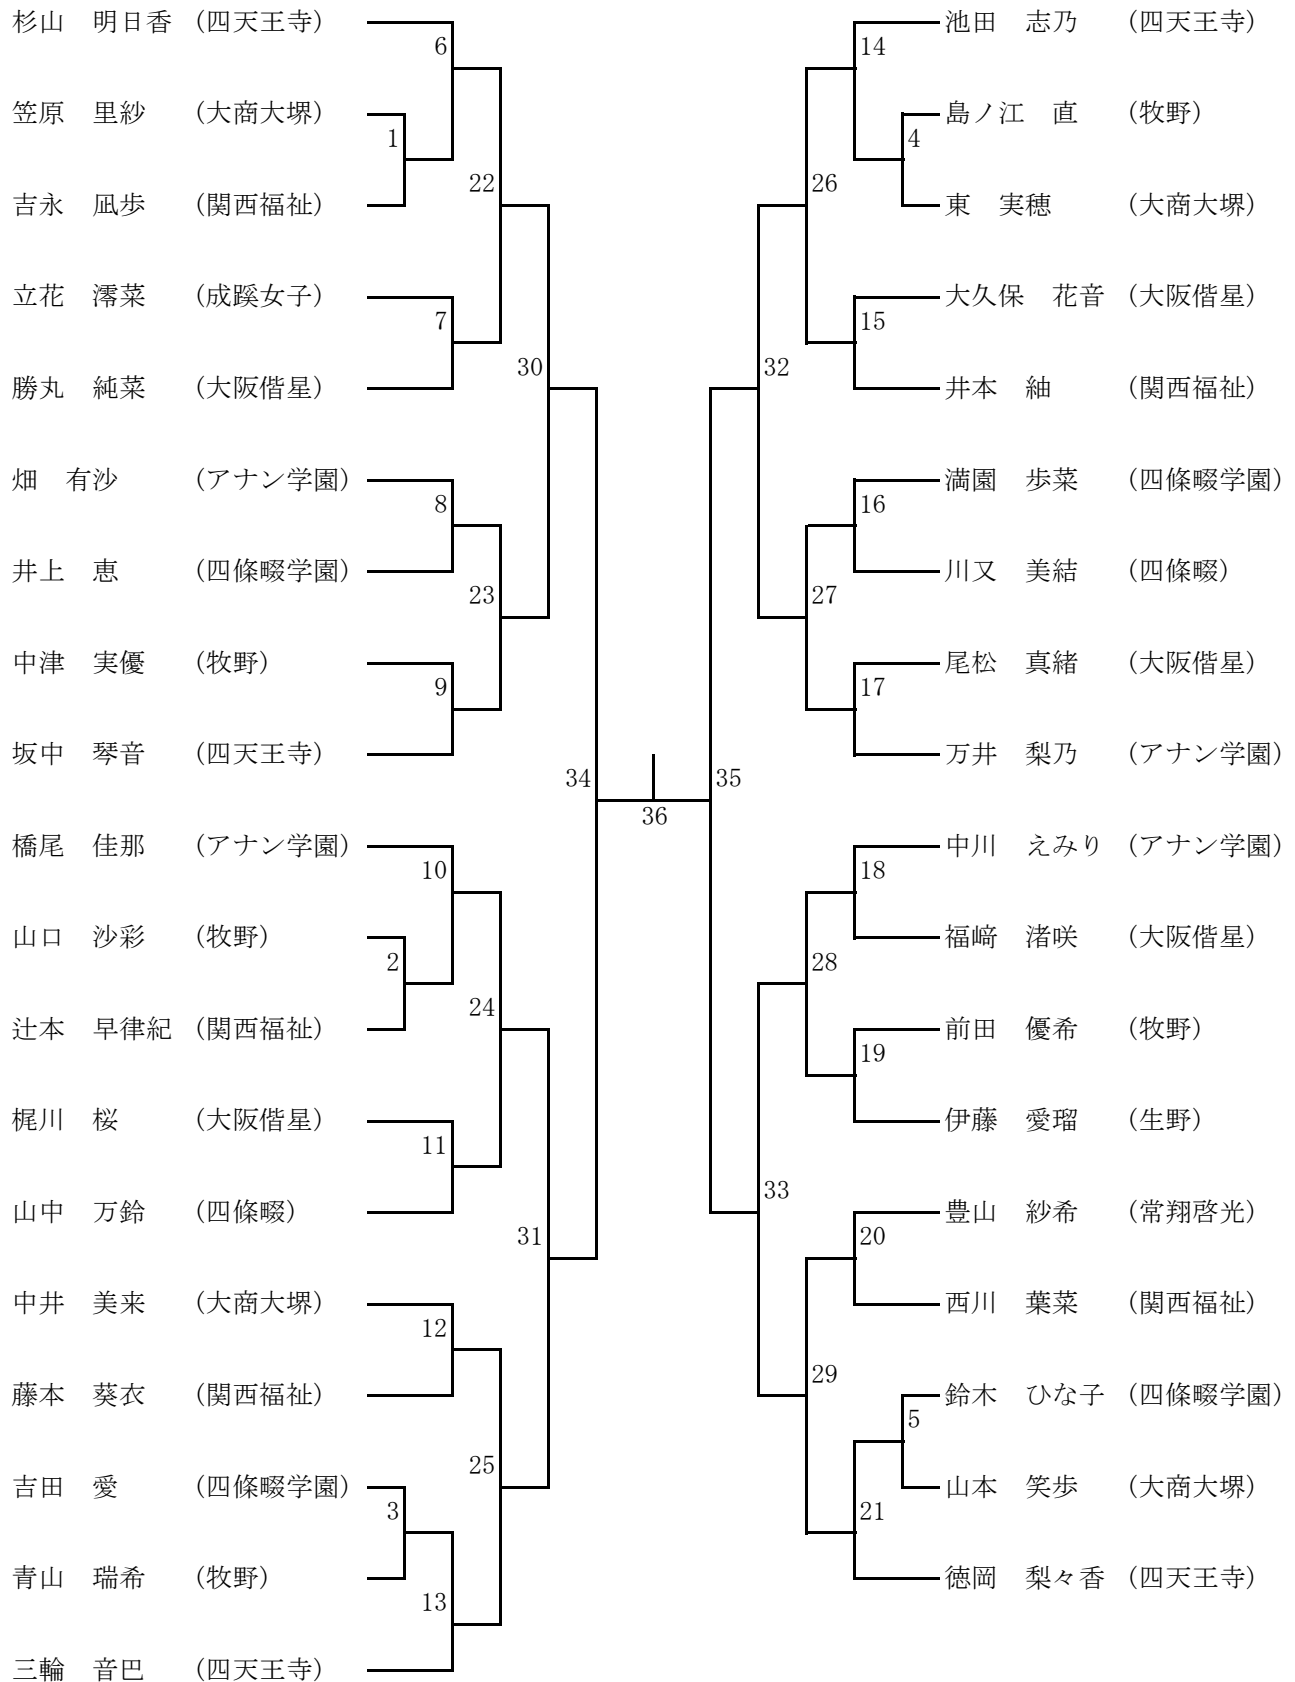 杉山　明日香　（四天王寺）
6
笠原　里紗　（大商大堺）
1
吉永　凪歩　（関西福祉）
22
立花　澪菜　（成蹊女子）
7
勝丸　純菜　（大阪偕星）
30
畑　有沙　（アナン学園）
8
井上　恵　（四條畷学園）
23
中津　実優　（牧野）
9
坂中　琴音　（四天王寺）
34
橋尾　佳那　（アナン学園）
10
山口　沙彩　（牧野）
2
辻本　早律紀　（関西福祉）
24
梶川　桜　（大阪偕星）
11
山中　万鈴　（四條畷）
31
中井　美来　（大商大堺）
12
藤本　葵衣　（関西福祉）
25
吉田　愛　（四條畷学園）
3
青山　瑞希　（牧野）
13
三輪　音巴　（四天王寺）
36
池田　志乃　（四天王寺）
14
島ノ江　直　（牧野）
4
東　実穂　（大商大堺）
26
大久保　花音　（大阪偕星）
15
井本　紬　（関西福祉）
32
満園　歩菜　（四條畷学園）
16
川又　美結　（四條畷）
27
尾松　真緒　（大阪偕星）
17
万井　梨乃　（アナン学園）
35
中川　えみり　（アナン学園）
18
福﨑　渚咲　（大阪偕星）
28
前田　優希　（牧野）
19
伊藤　愛瑠　（生野）
33
豊山　紗希　（常翔啓光）
20
西川　葉菜　（関西福祉）
29
鈴木　ひな子　（四條畷学園）
5
山本　笑歩　（大商大堺）
21
徳岡　梨々香　（四天王寺）